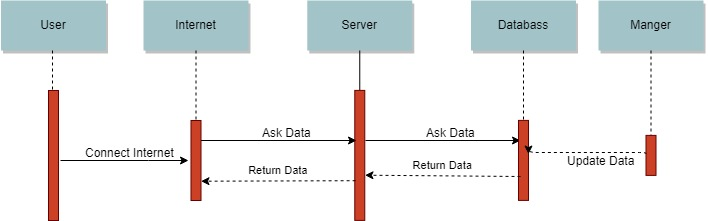 User
Internet
Server
Databass
Manger
Ask Data
Ask Data
Connect Internet
Update Data
Return Data
Return Data